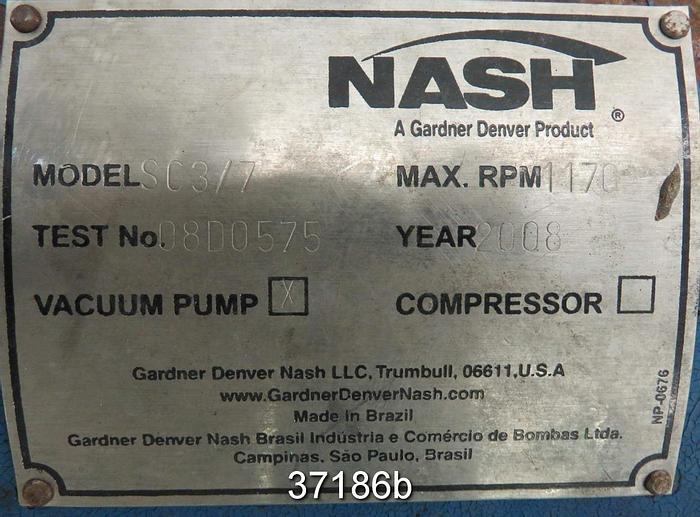 NASH®
A Gardner Denver Product
MODEL SC3/7 MAX. RPM 1170
TEST No. 08D0575 YEAR 2008
VACUUM PUMP X COMPRESSOR
Gardner Denver Nash LLC, Trumbull, 06611, U.S.A
www.GardnerDenverNash.com
Made in Brazil
Gardner Denver Nash Brasil Indústria e Comércio de Bombas Ltda.
Campinas, São Paulo, Brasil
NP-0676
37186b